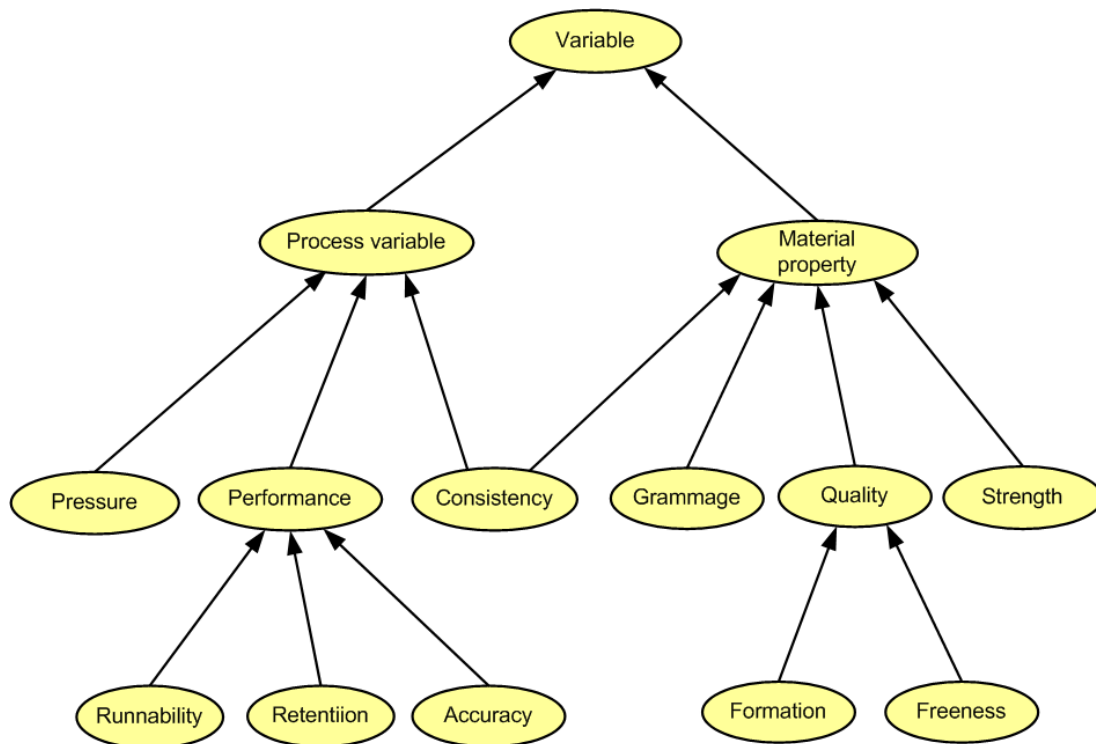 Variable
Process variable
Material
property
Pressure
Performance
Consistency
Grammage
Quality
Strength
Runnability
Retentiion
Accuracy
Formation
Freeness